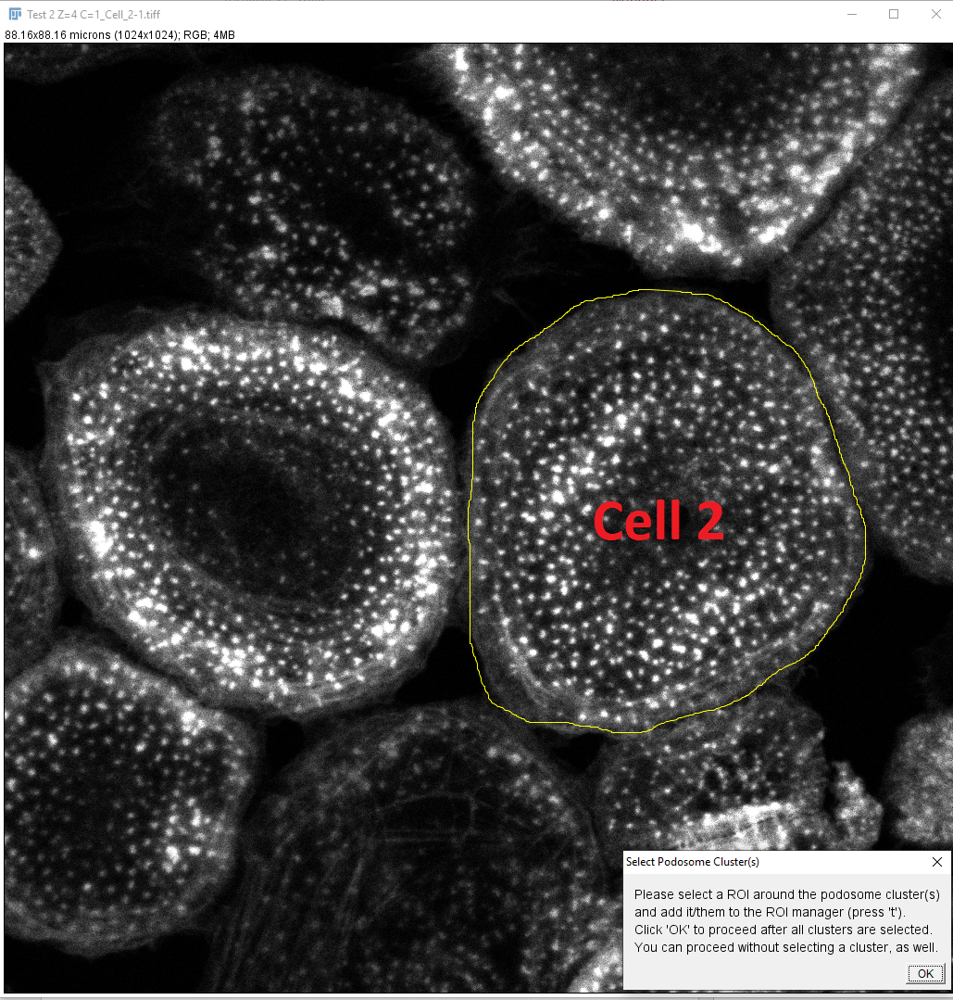 Test 2 Z=4 C=1_Cell_2-1.tiff
88.16x88.16 microns (1024x1024); RGB; 4MB
Cell 2
Select Podosome Cluster(s)
Please select a ROI around the podosome cluster(s)
and add it/them to the ROI manager (press 't').
Click 'OK' to proceed after all clusters are selected.
You can proceed without selecting a cluster, as well.
OK